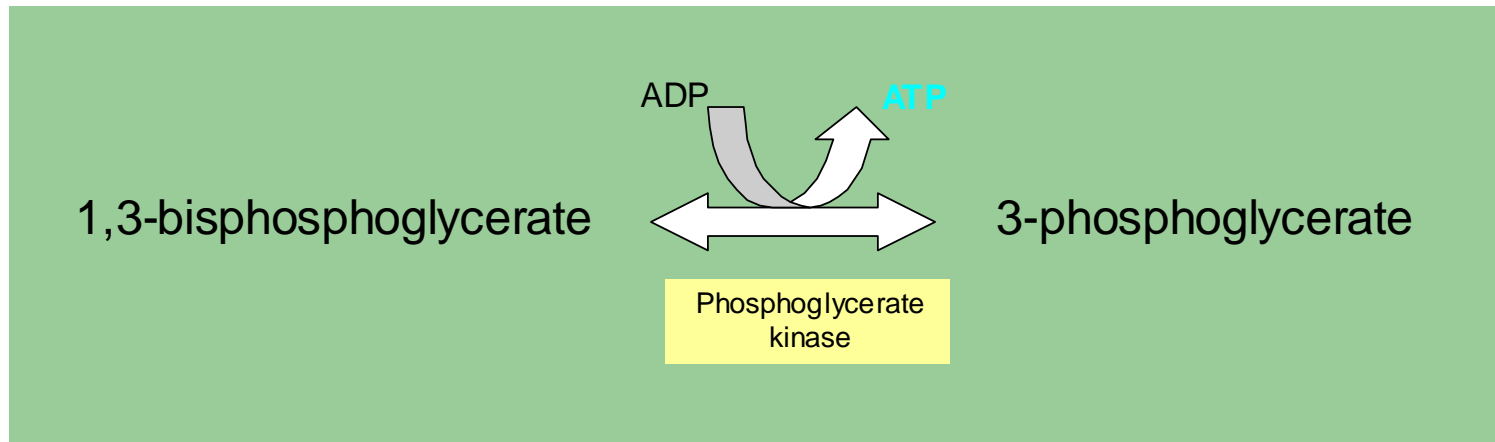 ADP
ATP
1,3-bisphosphoglycerate
3-phosphoglycerate
Phosphoglycerate
kinase